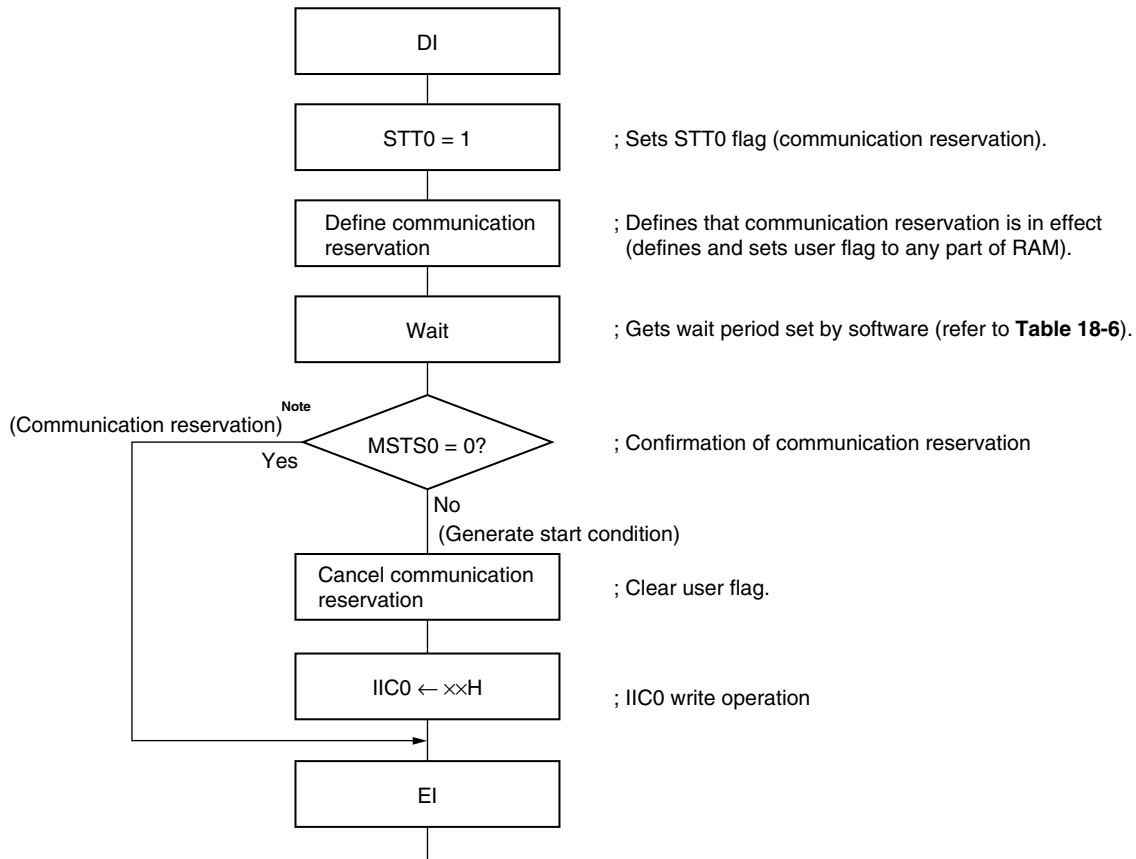 DI
STT0 = 1
; Sets STT0 flag (communication reservation).
Define communication
reservation
; Defines that communication reservation is in effect
(defines and sets user flag to any part of RAM).
Wait
; Gets wait period set by software (refer to Table 18-6).
(Communication reservation)Note
MSTS0 = 0?
; Confirmation of communication reservation
Yes
No
(Generate start condition)
Cancel communication
reservation
; Clear user flag.
IIC0 ← ××H
; IIC0 write operation
EI